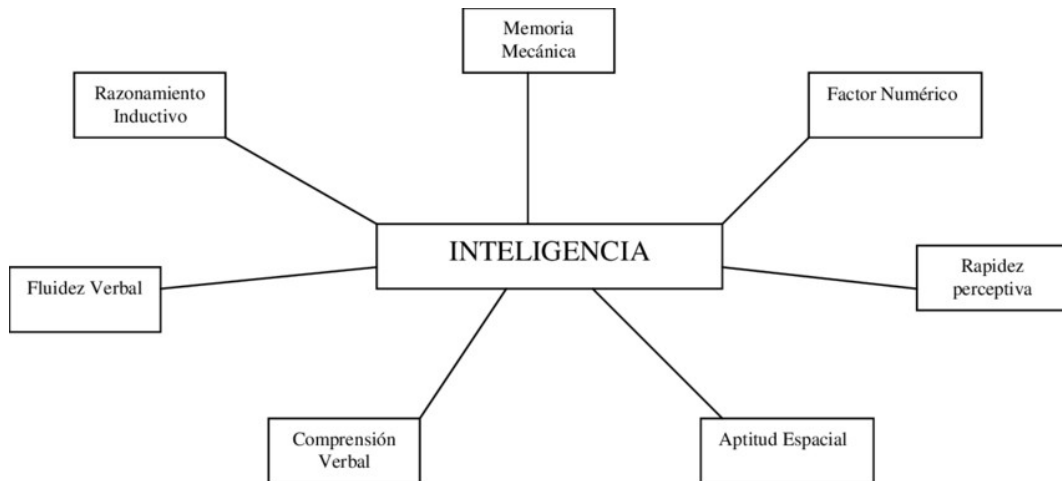 Memoria
Mecánica
Razonamiento
Inductivo
Factor Numérico
INTELIGENCIA
Fluidez Verbal
Rapidez
perceptiva
Comprensión
Verbal
Aptitud Espacial